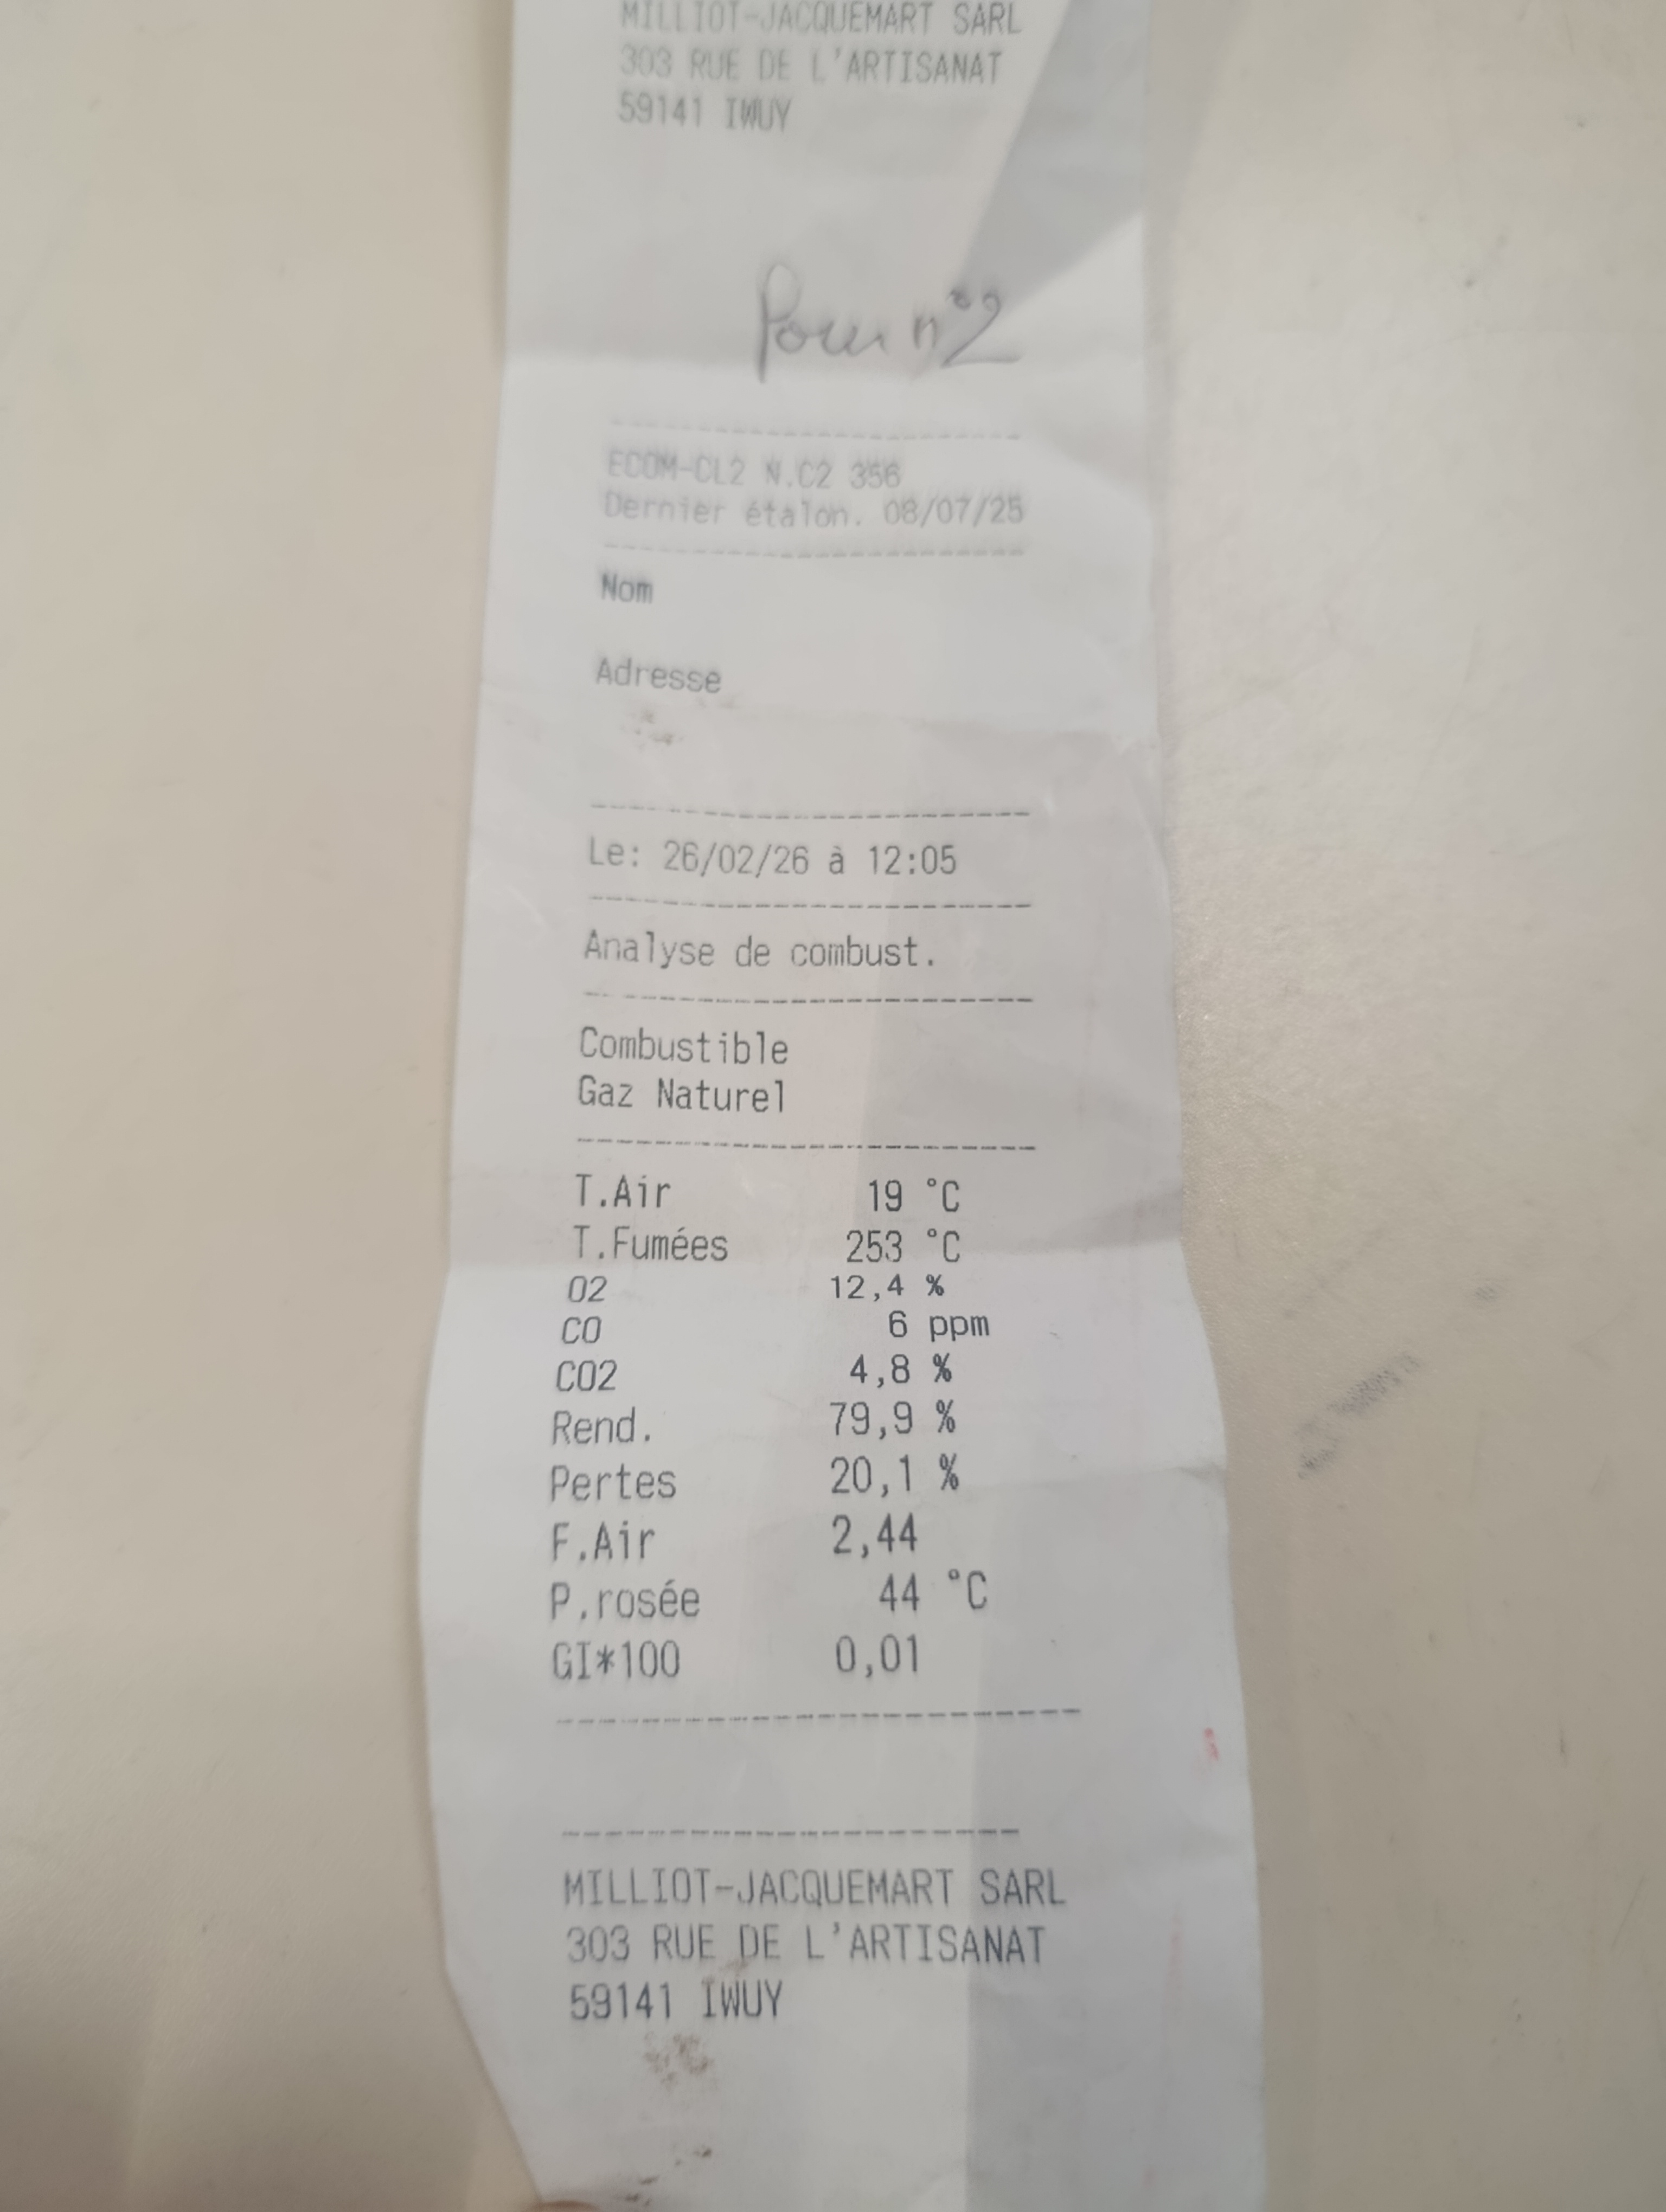 MILLIOT-JACQUEMART SARL
303 RUE DE L'ARTISANAT
59141 IWUY
n°2
ECOM-CL2 N.C2 356
Dernier étalon. 08/07/25
Nom
Adresse
Le: 26/02/26 à 12:05
Analyse de combust.
Combustible
Gaz Naturel
T.Air 19 °C
T.Fumées 253 °C
O2 12,4 %
CO 6 ppm
CO2 4,8 %
Rend. 79,9 %
Pertes 20,1 %
F.Air 2,44
P.rosée 44 °C
GI*100 0,01
MILLIOT-JACQUEMART SARL
303 RUE DE L'ARTISANAT
59141 IWUY